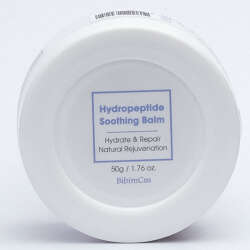 Hydropeptide
Soothing Balm
Hydrate & Repair
Natural Rejuvenation
50g / 1.76 oz.
BibimCos